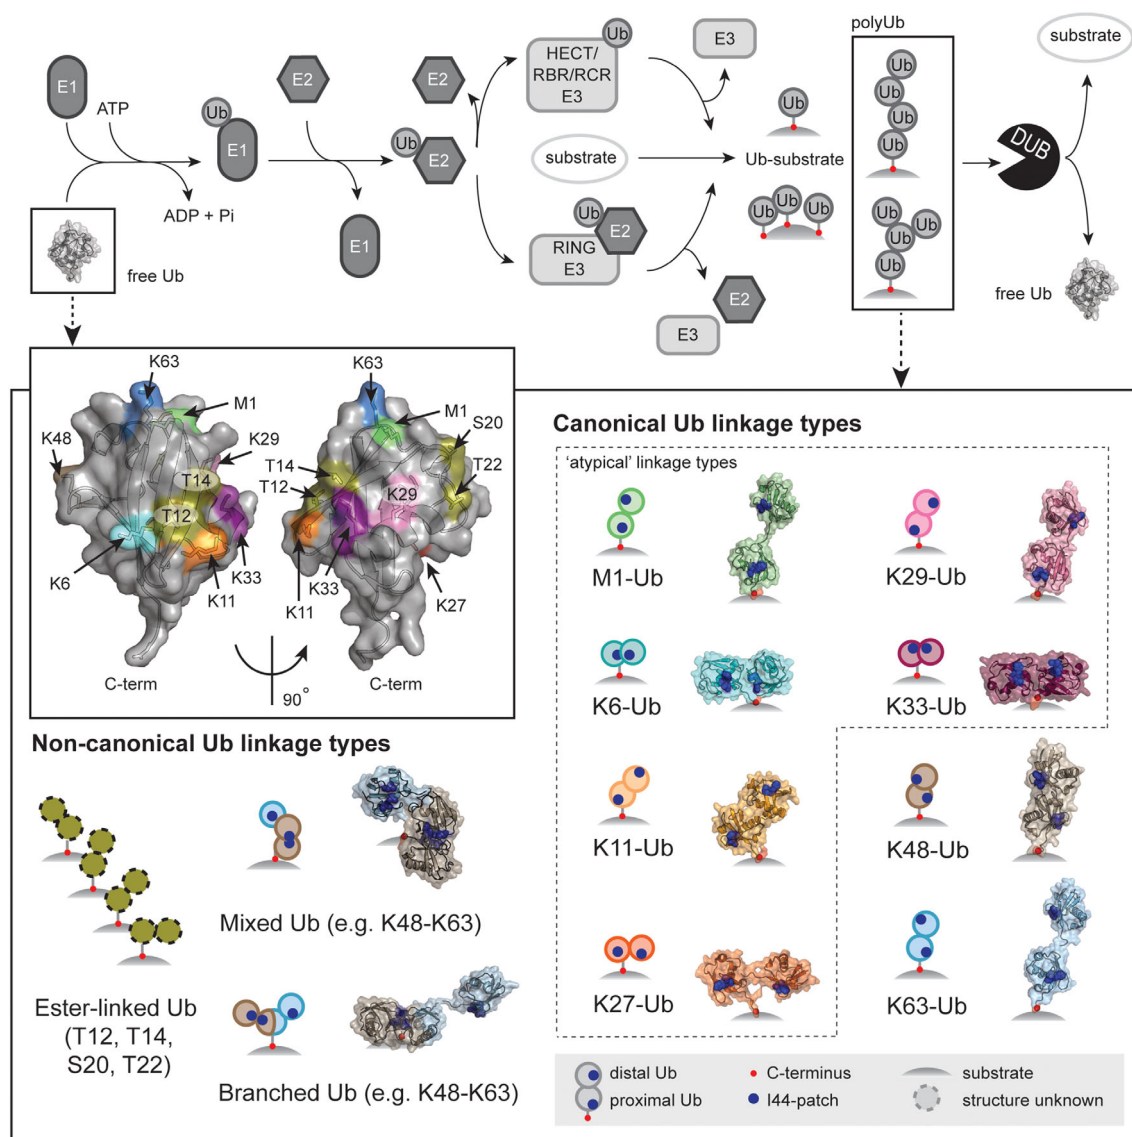 polyUb
substrate
E1
ATP
E2
Ub
E1
E2
Ub
E2
Ub
HECT/
RBR/RCR
E3
E3
Ub
substrate
Ub-substrate
Ub
Ub
Ub
Ub
Ub
Ub
Ub
DUB
ADP + Pi
E1
free Ub
Ub
E2
RING
E3
E2
E3
Ub
Ub
Ub
Ub
free Ub
K63
M1
K48
K29
T14
T12
K6
K33
K11
C-term
90°
K63
M1
S20
T14
T12
T22
K29
K11
K33
K27
C-term
Canonical Ub linkage types
'atypical' linkage types
M1-Ub
K29-Ub
K6-Ub
K33-Ub
K11-Ub
K48-Ub
K27-Ub
K63-Ub
Non-canonical Ub linkage types
Mixed Ub (e.g. K48-K63)
Ester-linked Ub
(T12, T14,
S20, T22)
Branched Ub (e.g. K48-K63)
distal Ub
proximal Ub
C-terminus
I44-patch
substrate
structure unknown